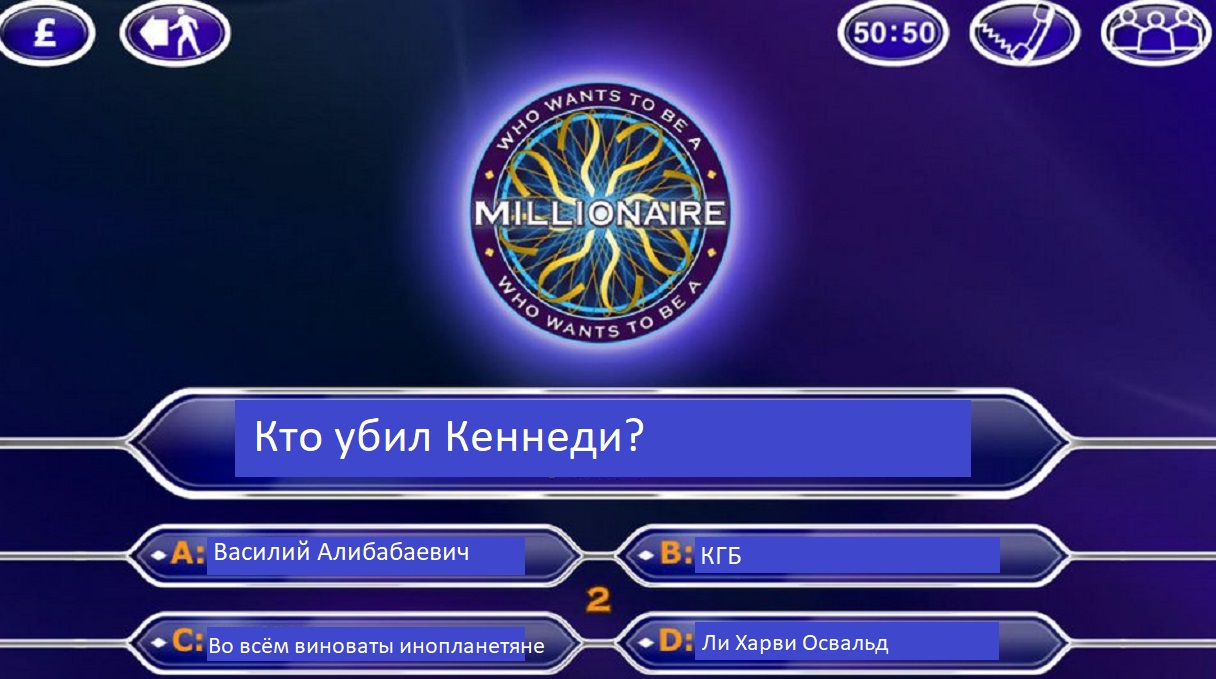 £
50:50
WHO WANTS TO BE A
MILLIONAIRE
WHO WANTS TO BE A
Кто убил Кеннеди?
A: Василий Алибабаевич
B: КГБ
2
C: Во всём виноваты инопланетяне
D: Ли Харви Освальд